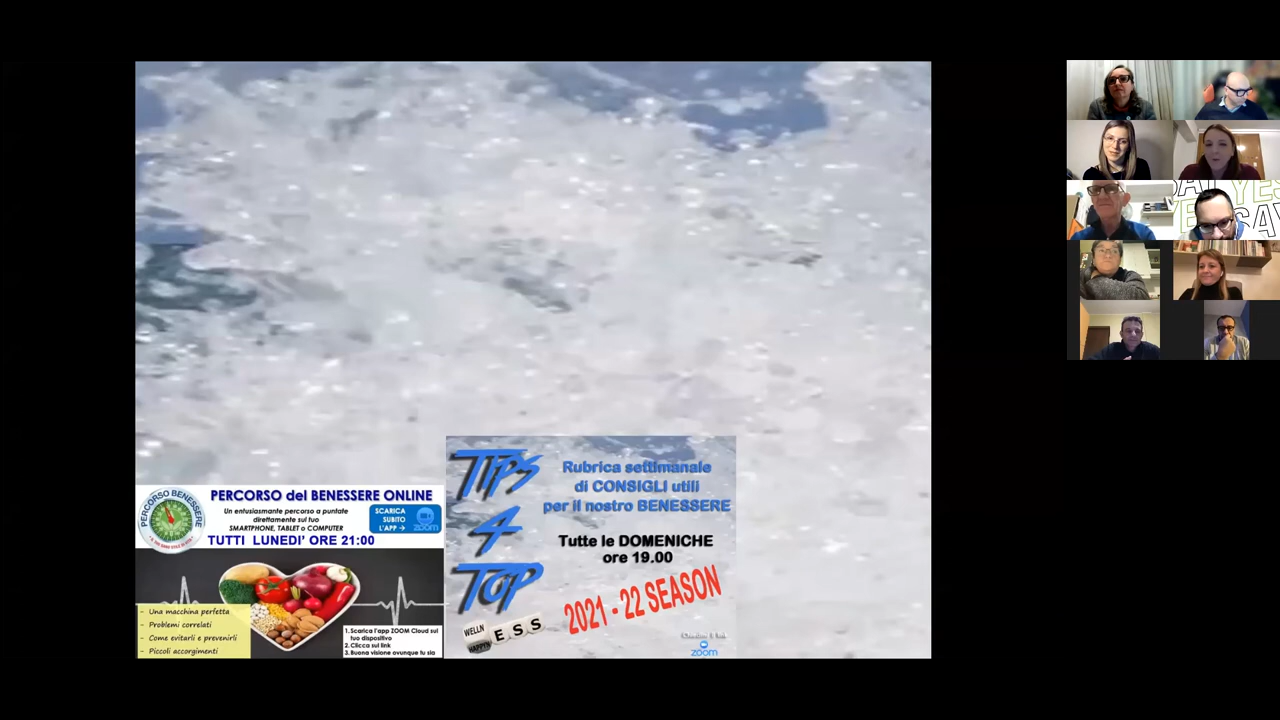 PERCORSO BENESSERE
PERCORSO del BENESSERE ONLINE
Un entusiasmante percorso a puntate
direttamente sul tuo
SMARTPHONE, TABLET o COMPUTER
TUTTI LUNEDI' ORE 21:00
SCARICA
SUBITO
L'APP →
zoom
- Una macchina perfetta
- Problemi correlati
- Come evitarli e prevenirli
- Piccoli accorgimenti
1. Scarica l'app ZOOM Cloud sul
tuo dispositivo
2. Clicca sul link
3. Buona visione ovunque tu sia
TIPS
4
TOP
WELLN
HAPPYN
ESS
Rubrica settimanale
di CONSIGLI utili
per il nostro BENESSERE
Tutte le DOMENICHE
ore 19.00
2021 - 22 SEASON
zoom
YES
SAY